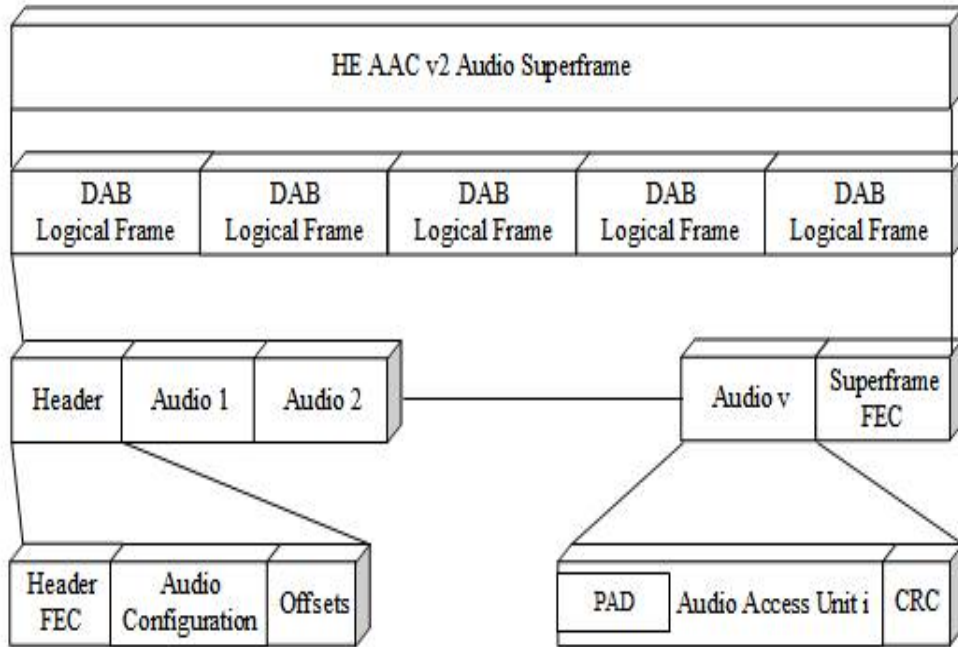 HE AAC v2 Audio Superframe
DAB
Logical Frame
DAB
Logical Frame
DAB
Logical Frame
DAB
Logical Frame
DAB
Logical Frame
Header
Audio 1
Audio 2
Audio v
Superframe
FEC
Header
FEC
Audio
Configuration
Offsets
PAD
Audio Access Unit i
CRC